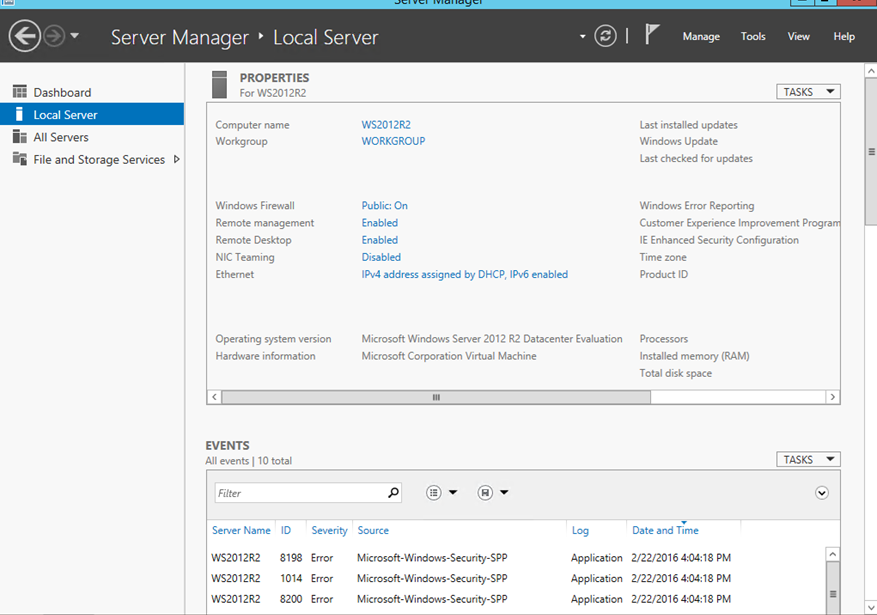 Server Manager
Server Manager • Local Server
Manage Tools View Help
Dashboard
Local Server
All Servers
File and Storage Services
PROPERTIES
For WS2012R2
TASKS
Computer name WS2012R2 Last installed updates
Workgroup WORKGROUP Windows Update
Last checked for updates
Windows Firewall Public: On Windows Error Reporting
Remote management Enabled Customer Experience Improvement Program
Remote Desktop Enabled IE Enhanced Security Configuration
NIC Teaming Disabled Time zone
Ethernet IPv4 address assigned by DHCP, IPv6 enabled Product ID
Operating system version Microsoft Windows Server 2012 R2 Datacenter Evaluation Processors
Hardware information Microsoft Corporation Virtual Machine Installed memory (RAM)
Total disk space
EVENTS
All events | 10 total
TASKS
Filter
Server Name ID Severity Source Log Date and Time
WS2012R2 8198 Error Microsoft-Windows-Security-SPP Application 2/22/2016 4:04:18 PM
WS2012R2 1014 Error Microsoft-Windows-Security-SPP Application 2/22/2016 4:04:18 PM
WS2012R2 8200 Error Microsoft-Windows-Security-SPP Application 2/22/2016 4:04:18 PM